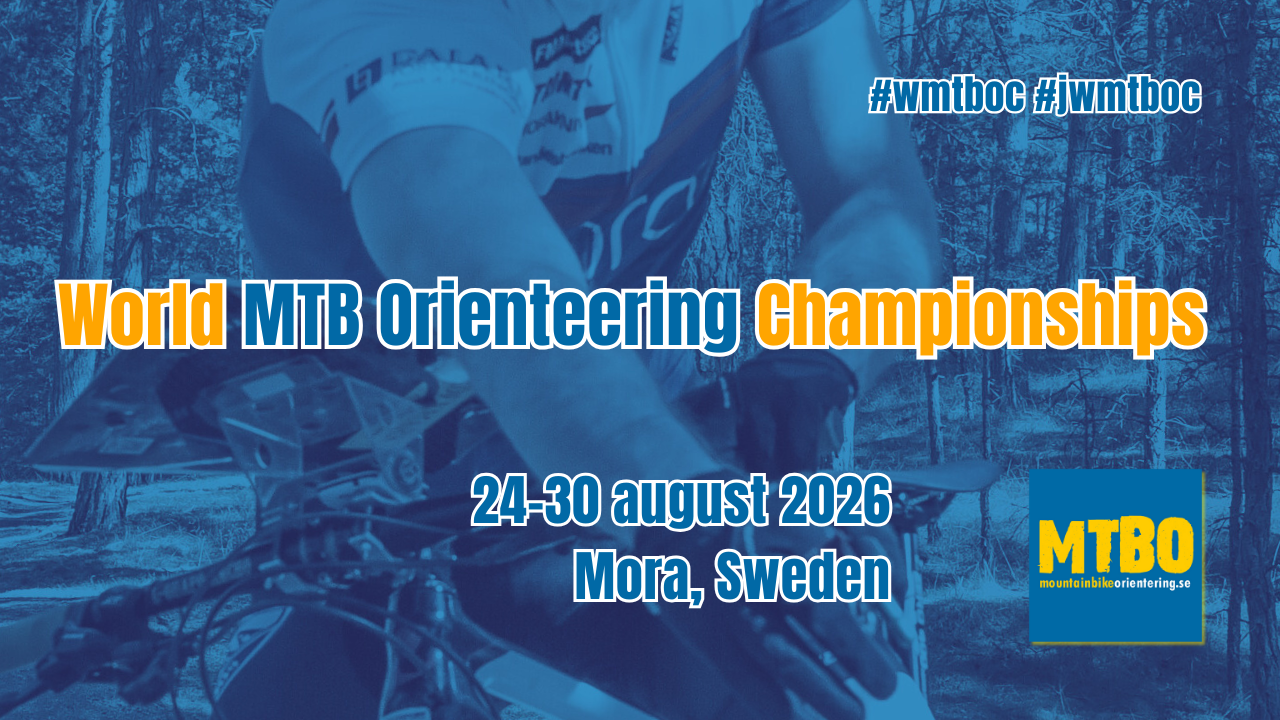 #wmtboc #jwmtboc
World MTB Orienteering Championships
24-30 august 2026
Mora, Sweden
MTBO
mountainbikeorientering.se